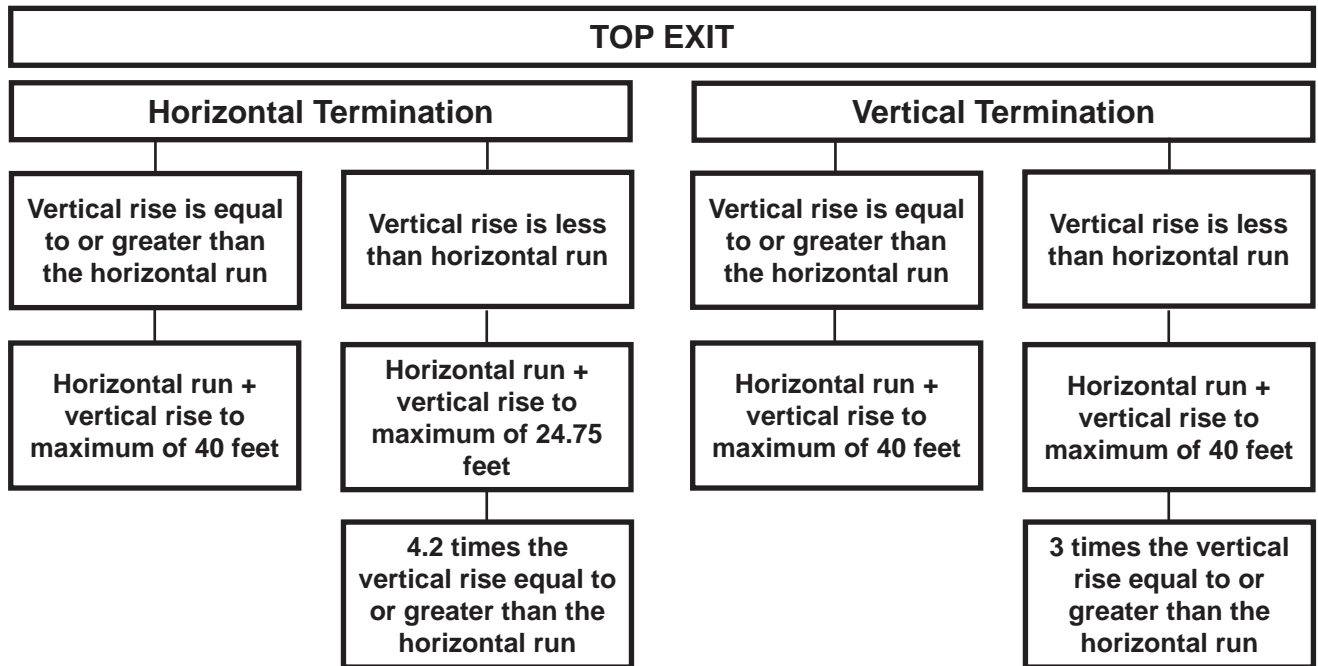 TOP EXIT
Horizontal Termination
Vertical Termination
Vertical rise is equal
to or greater than
the horizontal run
Vertical rise is less
than horizontal run
Vertical rise is equal
to or greater than
the horizontal run
Vertical rise is less
than horizontal run
Horizontal run +
vertical rise to
maximum of 40 feet
Horizontal run +
vertical rise to
maximum of 24.75
feet
Horizontal run +
vertical rise to
maximum of 40 feet
Horizontal run +
vertical rise to
maximum of 40 feet
4.2 times the
vertical rise equal to
or greater than the
horizontal run
3 times the vertical
rise equal to or
greater than the
horizontal run